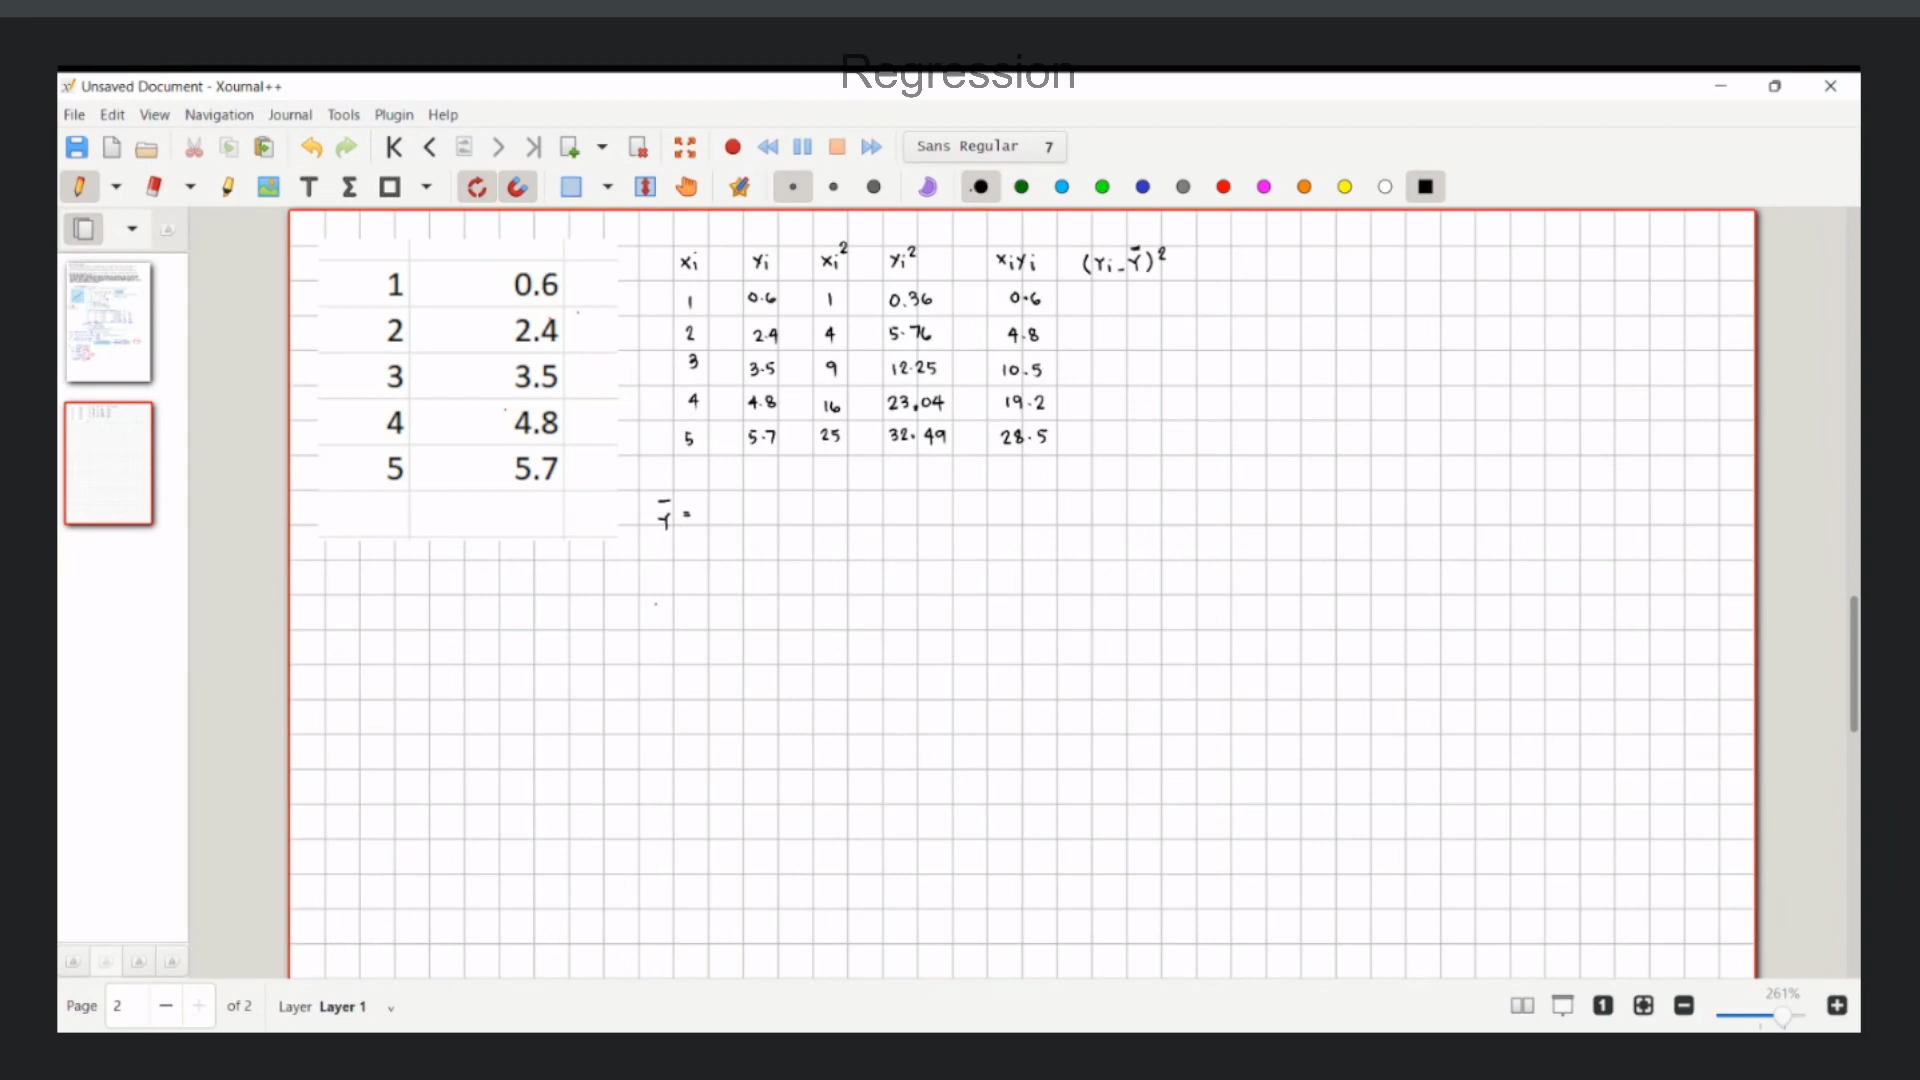 Regression
Unsaved Document - Xournal++
File Edit View Navigation Journal Tools Plugin Help
Sans Regular 7
1 0.6
2 2.4
3 3.5
4 4.8
5 5.7
xi yi xi² yi² xiyi (Yi - Ȳ)²
1 0.6 1 0.36 0.6
2 2.4 4 5.76 4.8
3 3.5 9 12.25 10.5
4 4.8 16 23.04 19.2
5 5.7 25 32.49 28.5
Ȳ =
Page 2 of 2 Layer Layer 1 261%